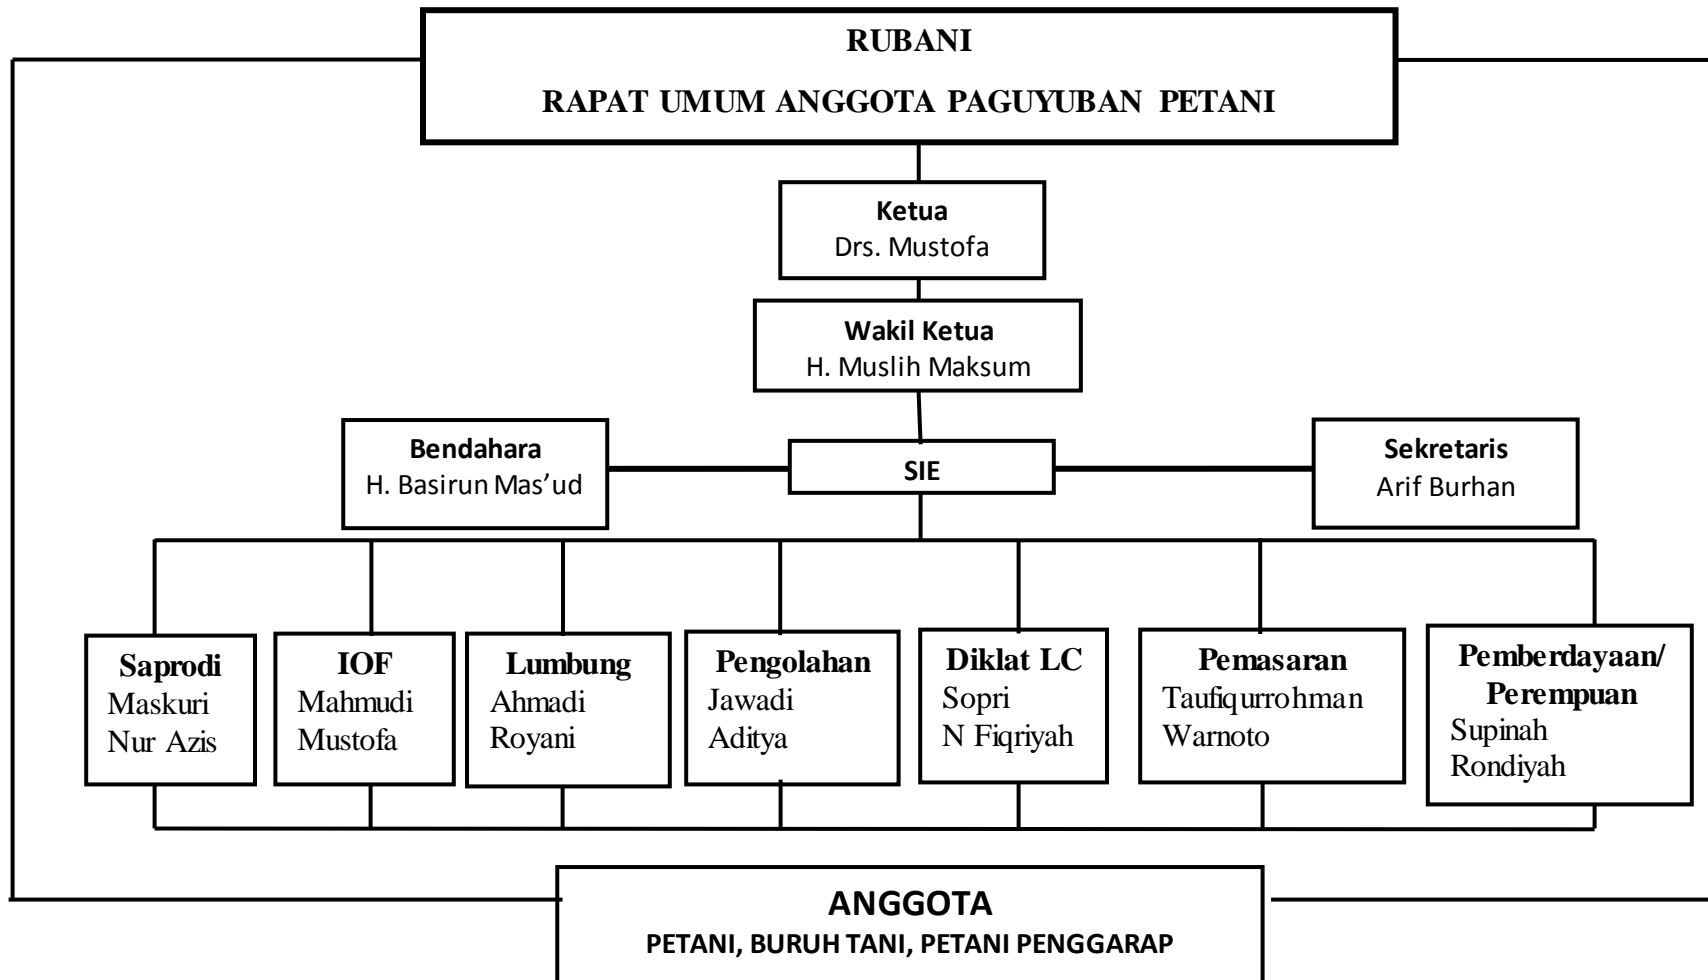 RUBANI
RAPAT UMUM ANGGOTA PAGUYUBAN PETANI
Ketua
Drs. Mustofa
Wakil Ketua
H. Muslih Maksum
Bendahara
H. Basirun Mas’ud
SIE
Sekretaris
Arif Burhan
Saprodi
Maskuri
Nur Azis
IOF
Mahmudi
Mustofa
Lumbung
Ahmadi
Royani
Pengolahan
Jawadi
Aditya
Diklat LC
Sopri
N Fiqriyah
Pemasaran
Taufiqurrohman
Warnoto
Pemberdayaan/
Perempuan
Supinah
Rondiyah
ANGGOTA
PETANI, BURUH TANI, PETANI PENGGARAP